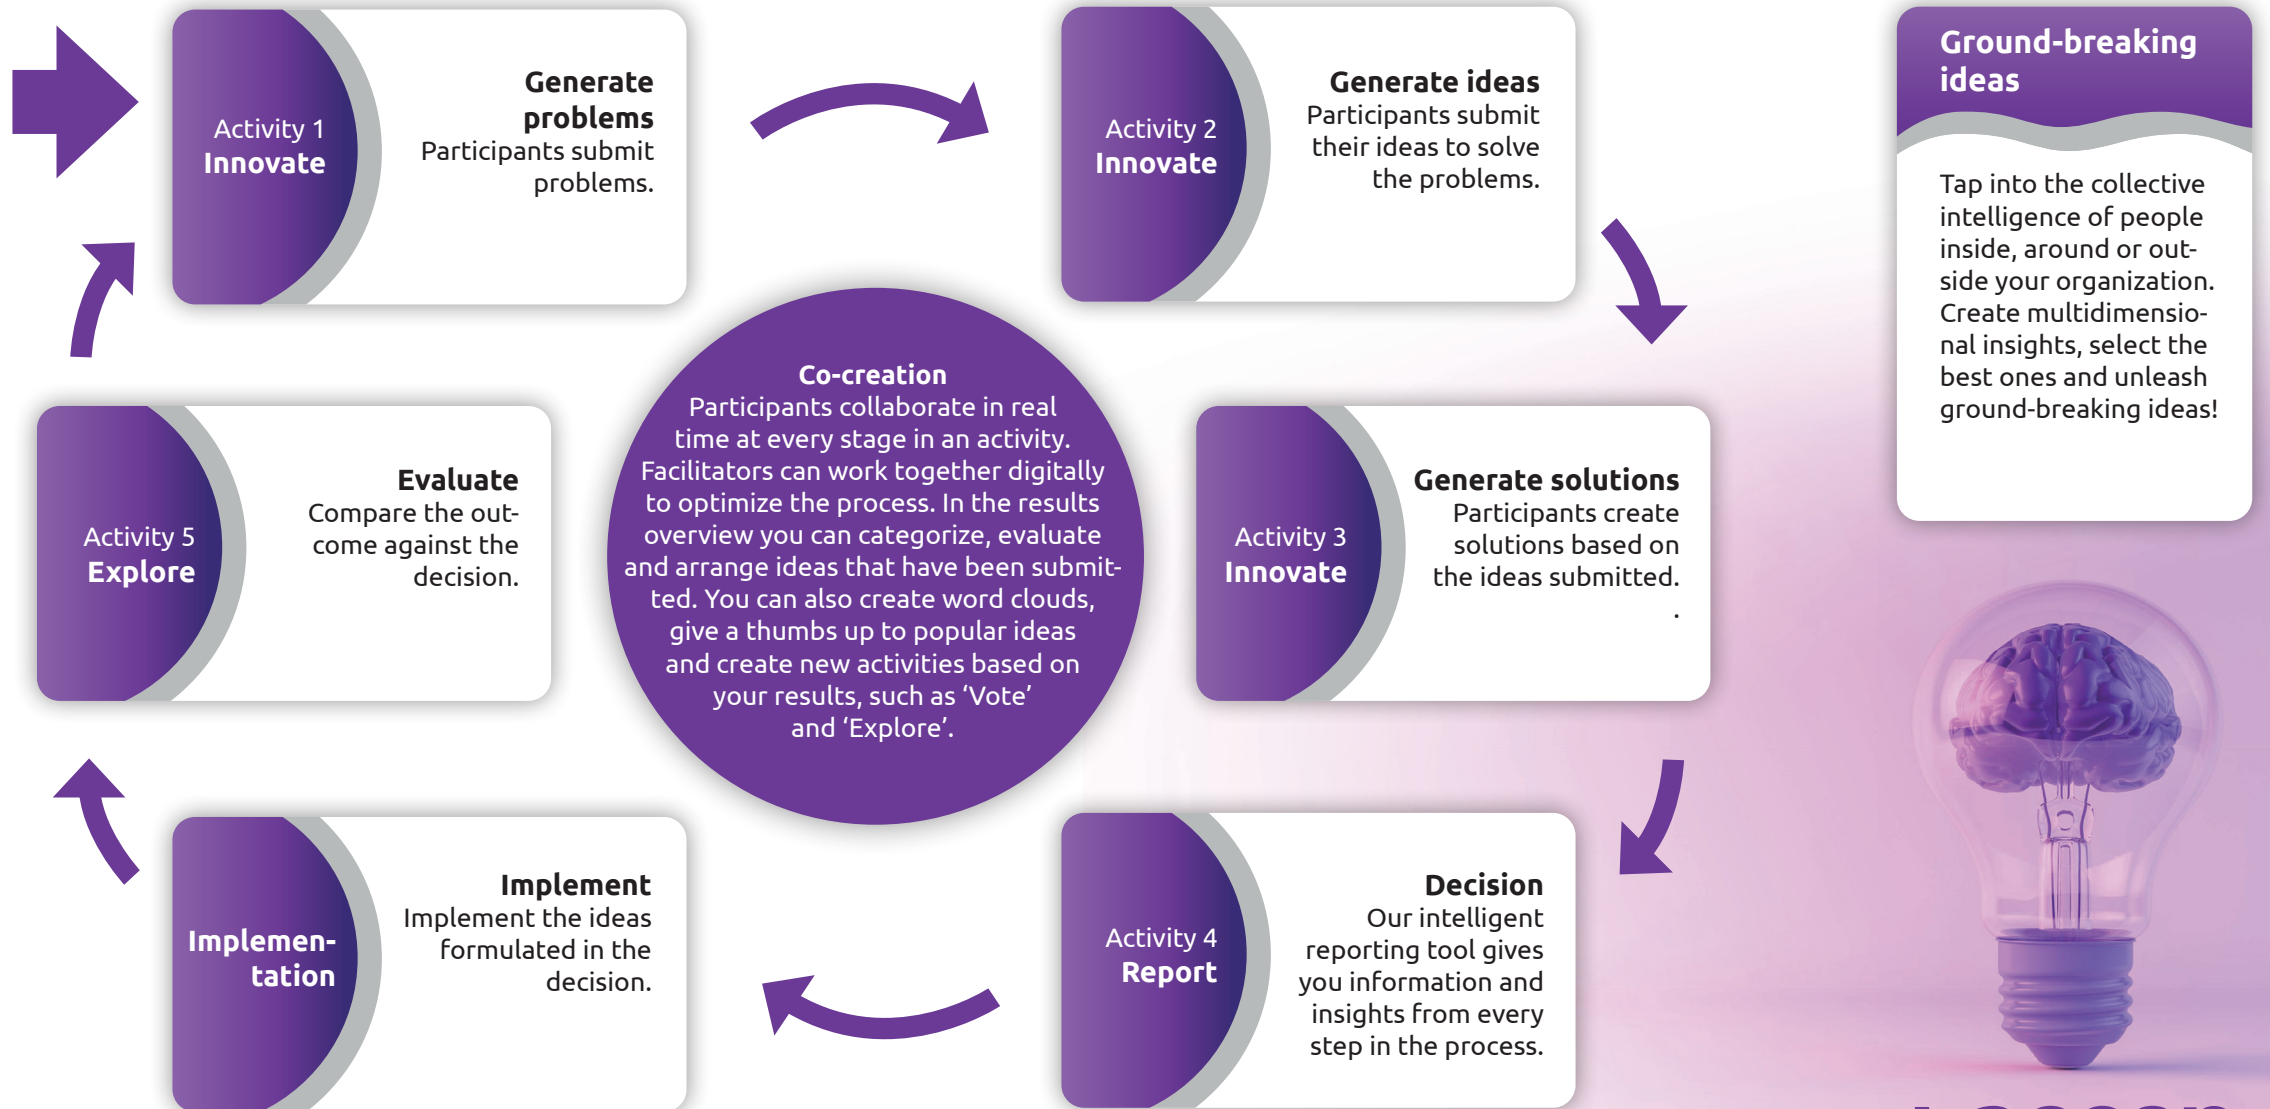 Activity 1
Innovate
Generate
problems
Participants submit
problems.
Activity 2
Innovate
Generate ideas
Participants submit
their ideas to solve
the problems.
Ground-breaking
ideas
Tap into the collective
intelligence of people
inside, around or out-
side your organization.
Create multidimensio-
nal insights, select the
best ones and unleash
ground-breaking ideas!
Co-creation
Participants collaborate in real
time at every stage in an activity.
Facilitators can work together digitally
to optimize the process. In the results
overview you can categorize, evaluate
and arrange ideas that have been submit-
ted. You can also create word clouds,
give a thumbs up to popular ideas
and create new activities based on
your results, such as ‘Vote’
and ‘Explore’.
Activity 3
Innovate
Generate solutions
Participants create
solutions based on
the ideas submitted.
.
Activity 4
Report
Decision
Our intelligent
reporting tool gives
you information and
insights from every
step in the process.
Implemen-
tation
Implement
Implement the ideas
formulated in the
decision.
Activity 5
Explore
Evaluate
Compare the out-
come against the
decision.